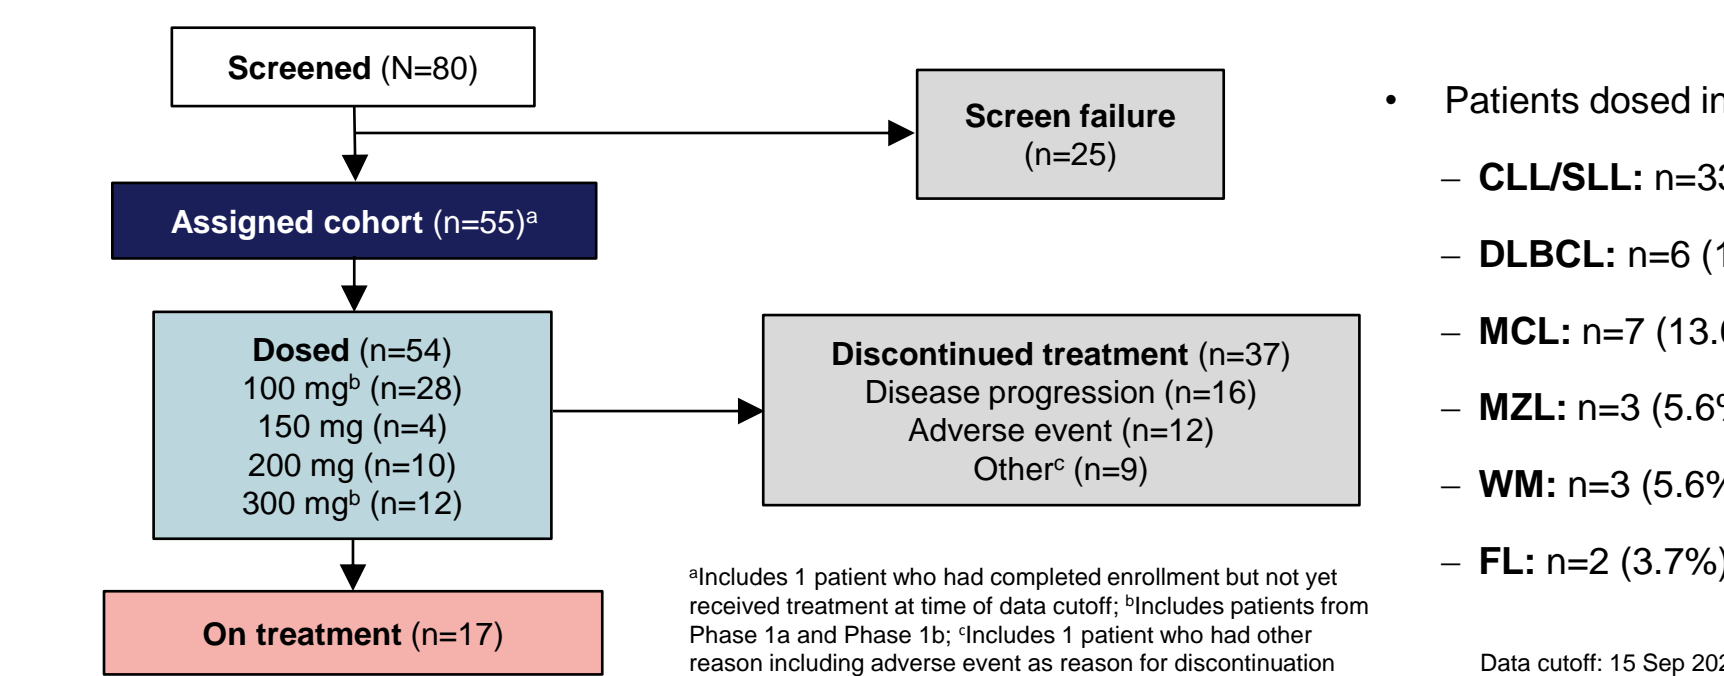 Screened (N=80)
Screen failure
(n=25)
Assigned cohort (n=55)ᵃ
Dosed (n=54)
100 mgᵇ (n=28)
150 mg (n=4)
200 mg (n=10)
300 mgᵇ (n=12)
Discontinued treatment (n=37)
Disease progression (n=16)
Adverse event (n=12)
Otherᶜ (n=9)
On treatment (n=17)
ᵃIncludes 1 patient who had completed enrollment but not yet
received treatment at time of data cutoff; ᵇIncludes patients from
Phase 1a and Phase 1b; ᶜIncludes 1 patient who had other
reason including adverse event as reason for discontinuation
• Patients dosed in
– CLL/SLL: n=33
– DLBCL: n=6 (1
– MCL: n=7 (13.
– MZL: n=3 (5.6%
– WM: n=3 (5.6%
– FL: n=2 (3.7%)
Data cutoff: 15 Sep 202